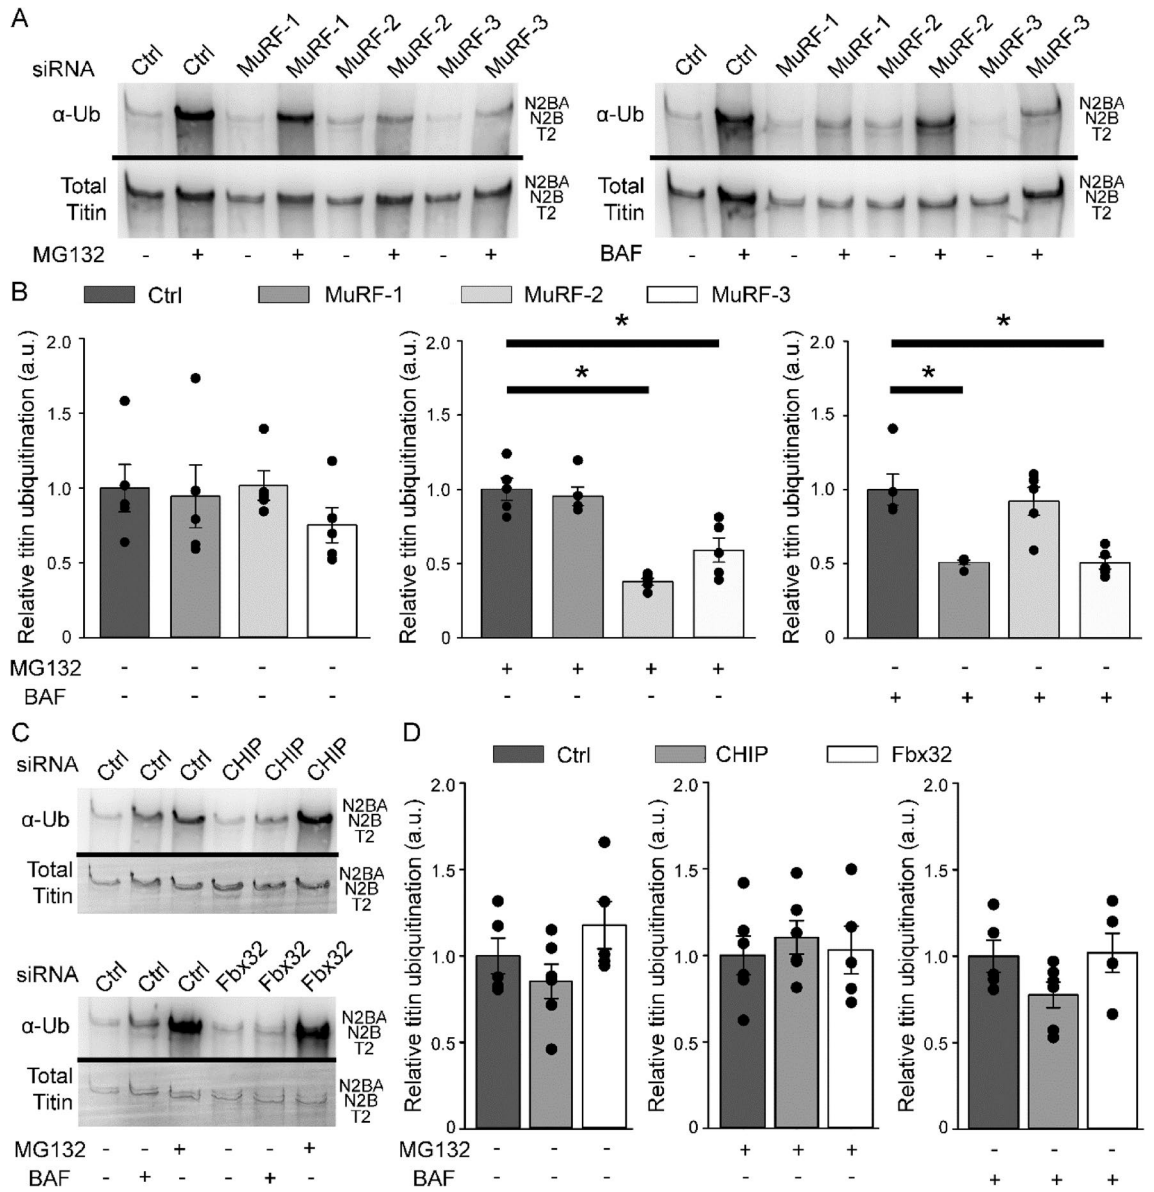 A
siRNA Ctrl Ctrl MuRF-1 MuRF-1 MuRF-2 MuRF-2 MuRF-3 MuRF-3
α-Ub
N2BA
N2B
T2
Total
Titin
N2BA
N2B
T2
MG132 - + - + - + - +
Ctrl Ctrl MuRF-1 MuRF-1 MuRF-2 MuRF-2 MuRF-3 MuRF-3
α-Ub
N2BA
N2B
T2
Total
Titin
N2BA
N2B
T2
BAF - + - + - + - +
B
Ctrl MuRF-1 MuRF-2 MuRF-3
Relative titin ubiquitination (a.u.)
2.0
1.5
1.0
0.5
0
Relative titin ubiquitination (a.u.)
2.0
1.5
1.0
0.5
0
* *
Relative titin ubiquitination (a.u.)
2.0
1.5
1.0
0.5
0
* *
MG132 - - - - + + + + - - - -
BAF - - - - - - - - + + + +
C
siRNA Ctrl Ctrl Ctrl CHIP CHIP CHIP
α-Ub
N2BA
N2B
T2
Total
Titin
N2BA
N2B
T2
siRNA Ctrl Ctrl Ctrl Fbx32 Fbx32 Fbx32
α-Ub
N2BA
N2B
T2
Total
Titin
N2BA
N2B
T2
MG132 - - + - - +
BAF - + - - + -
D
Ctrl CHIP Fbx32
Relative titin ubiquitination (a.u.)
2.0
1.5
1.0
0.5
0
Relative titin ubiquitination (a.u.)
2.0
1.5
1.0
0.5
0
Relative titin ubiquitination (a.u.)
2.0
1.5
1.0
0.5
0
MG132 - - - + + + - - -
BAF - - - - - - + + +